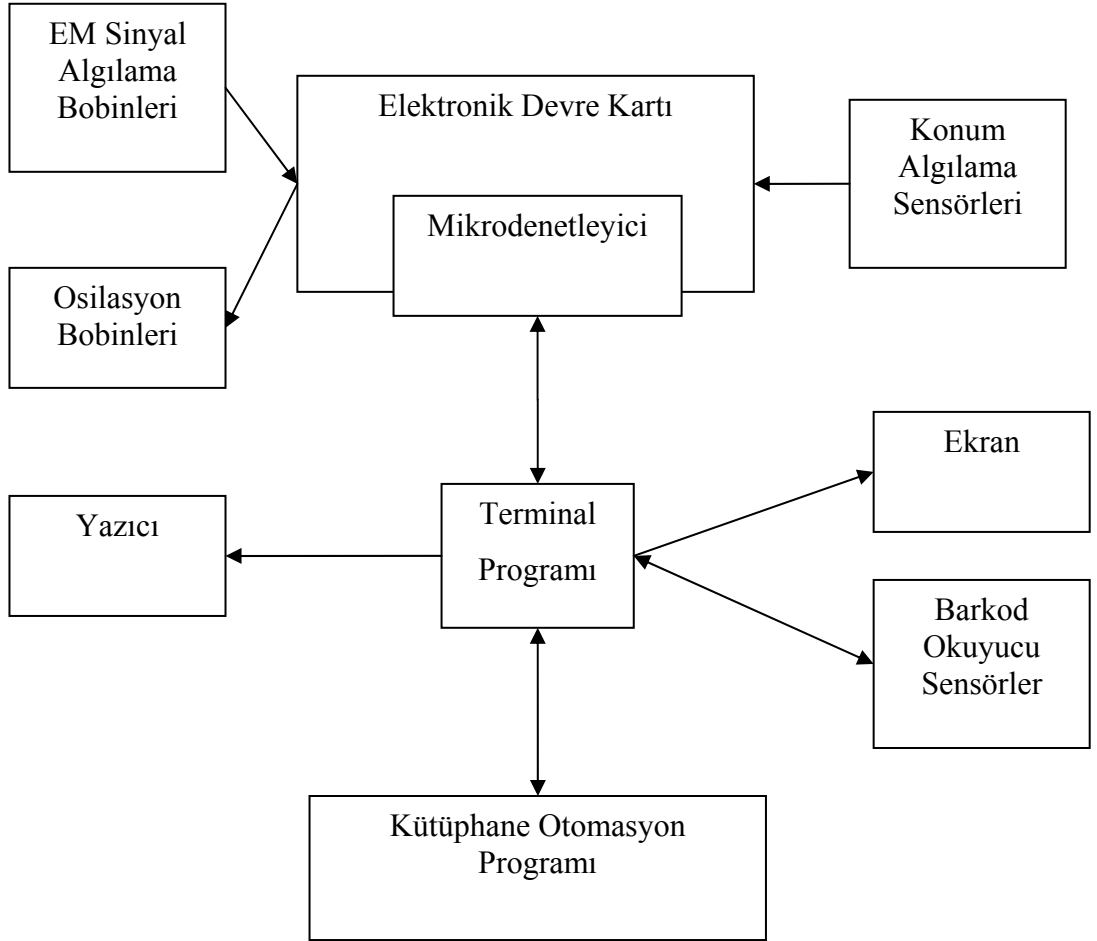 EM Sinyal
Algılama
Bobinleri
Elektronik Devre Kartı
Konum
Algılama
Sensörleri
Mikrodenetleyici
Osilasyon
Bobinleri
Ekran
Yazıcı
Terminal
Programı
Barkod
Okuyucu
Sensörler
Kütüphane Otomasyon
Programı